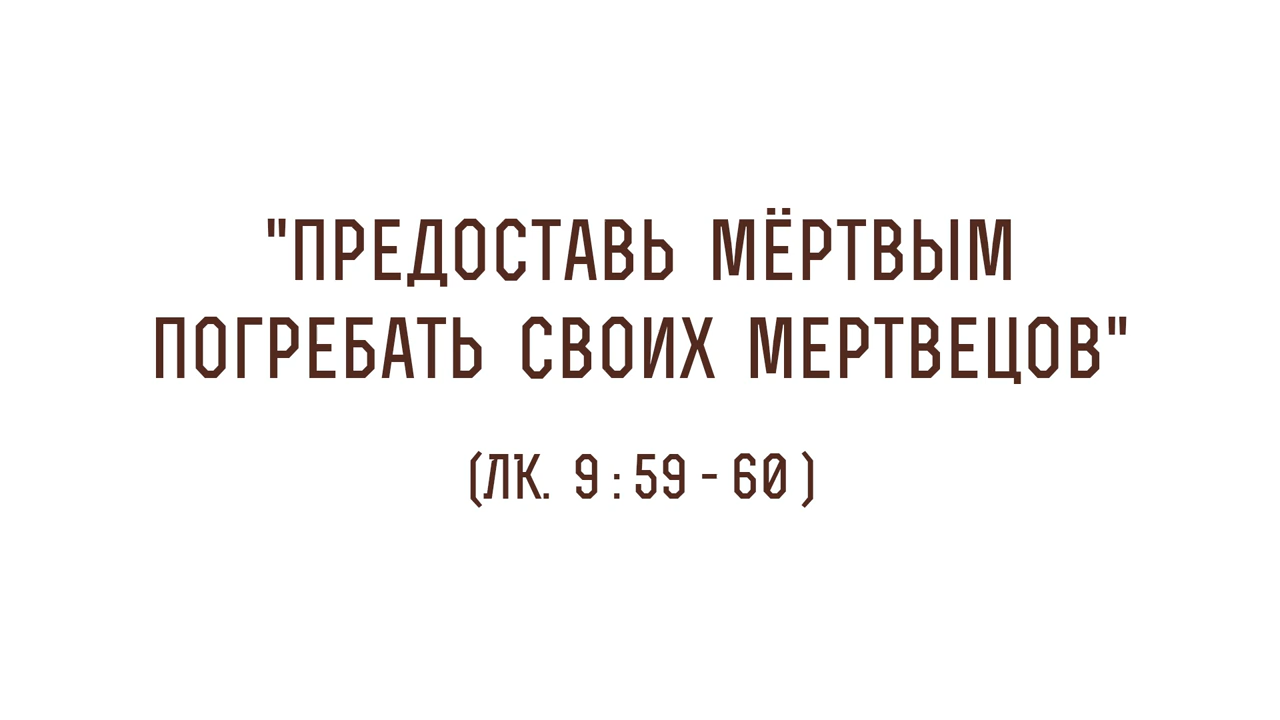 "ПРЕДОСТАВЬ МЁРТВЫМ
ПОГРЕБАТЬ СВОИХ МЕРТВЕЦОВ"
(ЛК. 9:59-60)